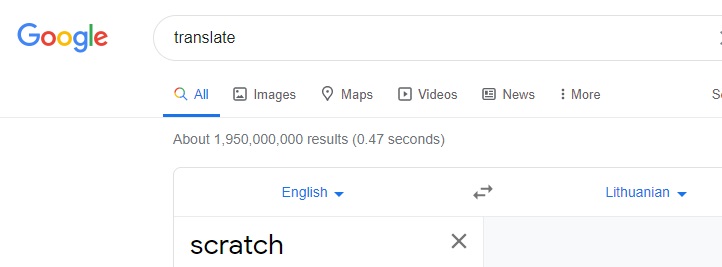 Google
translate
All Images Maps Videos News More
About 1,950,000,000 results (0.47 seconds)
English Lithuanian
scratch